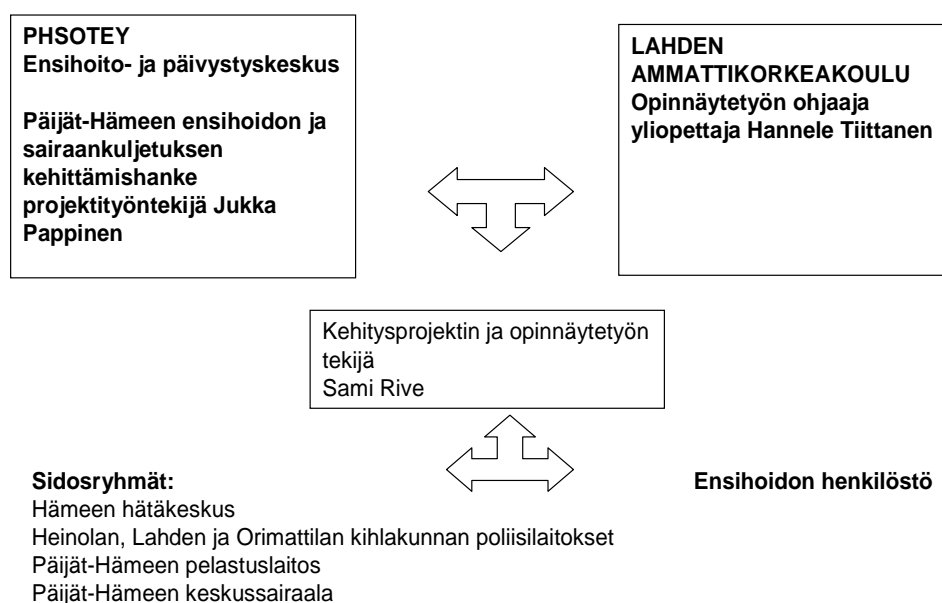 PHSOTEY
Ensihoito- ja päivystyskeskus
Päijät-Hämeen ensihoidon ja
sairaankuljetuksen
kehittämishanke
projektityöntekijä Jukka
Pappinen
LAHDEN
AMMATTIKORKEAKOULU
Opinnäytetyön ohjaaja
yliopettaja Hannele Tiittanen
Kehitysprojektin ja opinnäytetyön
tekijä
Sami Rive
Sidosryhmät:
Hämeen hätäkeskus
Heinolan, Lahden ja Orimattilan kihlakunnan poliisilaitokset
Päijät-Hämeen pelastuslaitos
Päijät-Hämeen keskussairaala
Ensihoidon henkilöstö